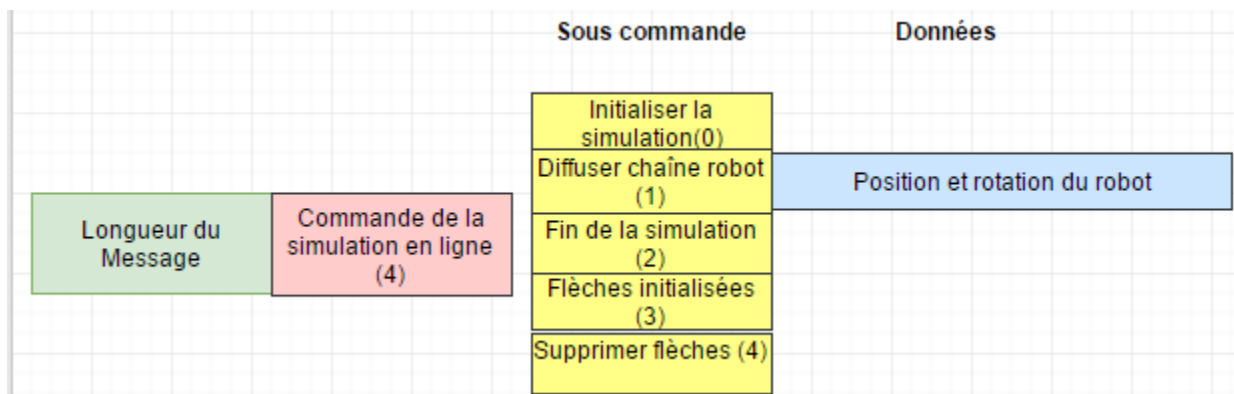 Sous commande
Données
Initialiser la
simulation(0)
Diffuser chaîne robot
(1)
Position et rotation du robot
Longueur du
Message
Commande de la
simulation en ligne
(4)
Fin de la simulation
(2)
Flèches initialisées
(3)
Supprimer flèches (4)